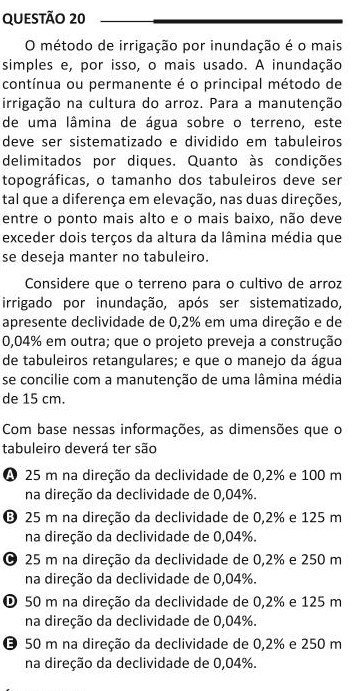 QUESTÃO 20
O método de irrigação por inundação é o mais
simples e, por isso, o mais usado. A inundação
contínua ou permanente é o principal método de
irrigação na cultura do arroz. Para a manutenção
de uma lâmina de água sobre o terreno, este
deve ser sistematizado e dividido em tabuleiros
delimitados por diques. Quanto às condições
topográficas, o tamanho dos tabuleiros deve ser
tal que a diferença em elevação, nas duas direções,
entre o ponto mais alto e o mais baixo, não deve
exceder dois terços da altura da lâmina média que
se deseja manter no tabuleiro.
Considere que o terreno para o cultivo de arroz
irrigado por inundação, após ser sistematizado,
apresente declividade de 0,2% em uma direção e de
0,04% em outra; que o projeto preveja a construção
de tabuleiros retangulares; e que o manejo da água
se concilie com a manutenção de uma lâmina média
de 15 cm.
Com base nessas informações, as dimensões que o
tabuleiro deverá ter são
A 25 m na direção da declividade de 0,2% e 100 m
na direção da declividade de 0,04%.
B 25 m na direção da declividade de 0,2% e 125 m
na direção da declividade de 0,04%.
C 25 m na direção da declividade de 0,2% e 250 m
na direção da declividade de 0,04%.
D 50 m na direção da declividade de 0,2% e 125 m
na direção da declividade de 0,04%.
E 50 m na direção da declividade de 0,2% e 250 m
na direção da declividade de 0,04%.